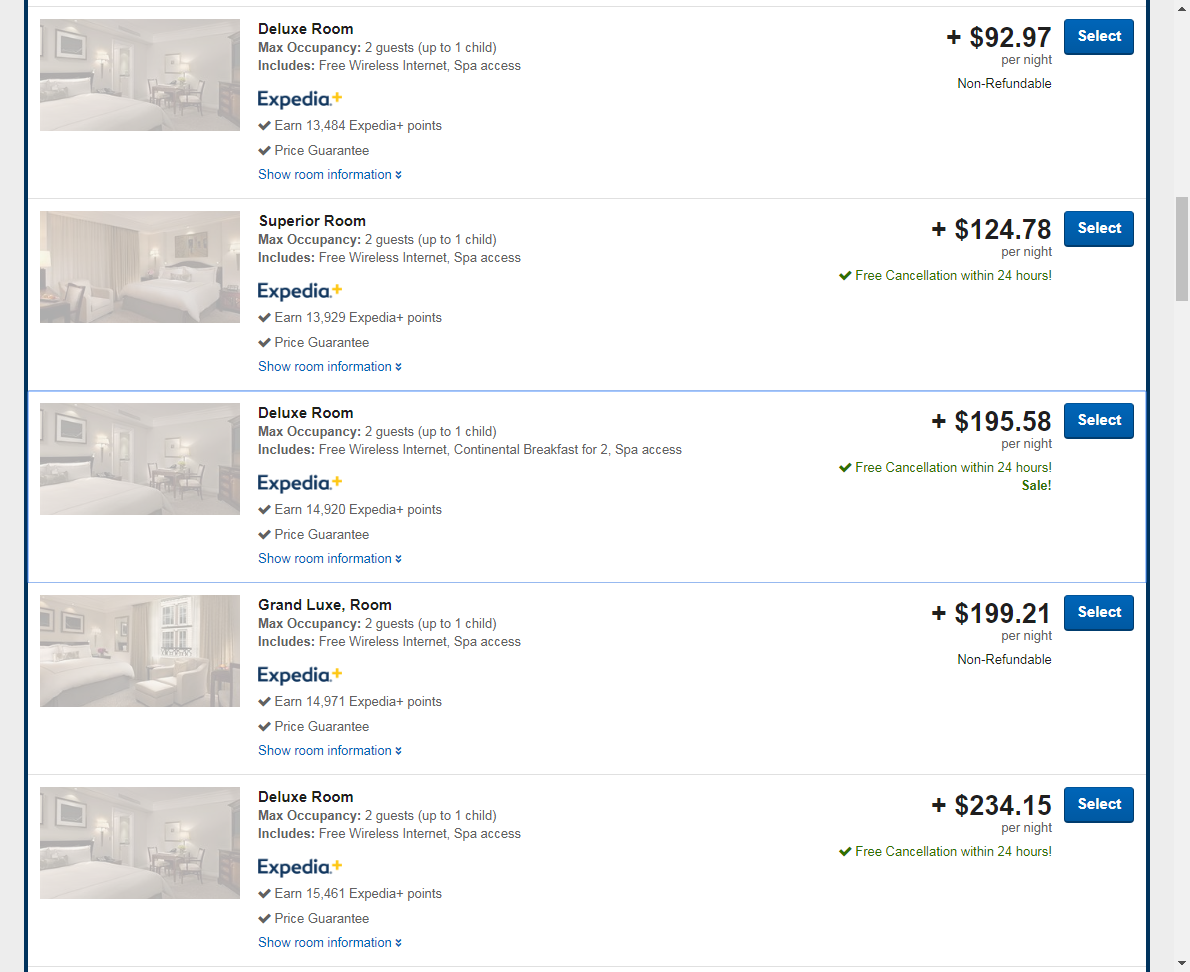 Deluxe Room
Max Occupancy: 2 guests (up to 1 child)
Includes: Free Wireless Internet, Spa access
Expedia+
Earn 13,484 Expedia+ points
Price Guarantee
Show room information
+ $92.97
per night
Non-Refundable
Select
Superior Room
Max Occupancy: 2 guests (up to 1 child)
Includes: Free Wireless Internet, Spa access
Expedia+
Earn 13,929 Expedia+ points
Price Guarantee
Show room information
+ $124.78
per night
Free Cancellation within 24 hours!
Select
Deluxe Room
Max Occupancy: 2 guests (up to 1 child)
Includes: Free Wireless Internet, Continental Breakfast for 2, Spa access
Expedia+
Earn 14,920 Expedia+ points
Price Guarantee
Show room information
+ $195.58
per night
Free Cancellation within 24 hours!
Sale!
Select
Grand Luxe, Room
Max Occupancy: 2 guests (up to 1 child)
Includes: Free Wireless Internet, Spa access
Expedia+
Earn 14,971 Expedia+ points
Price Guarantee
Show room information
+ $199.21
per night
Non-Refundable
Select
Deluxe Room
Max Occupancy: 2 guests (up to 1 child)
Includes: Free Wireless Internet, Spa access
Expedia+
Earn 15,461 Expedia+ points
Price Guarantee
Show room information
+ $234.15
per night
Free Cancellation within 24 hours!
Select